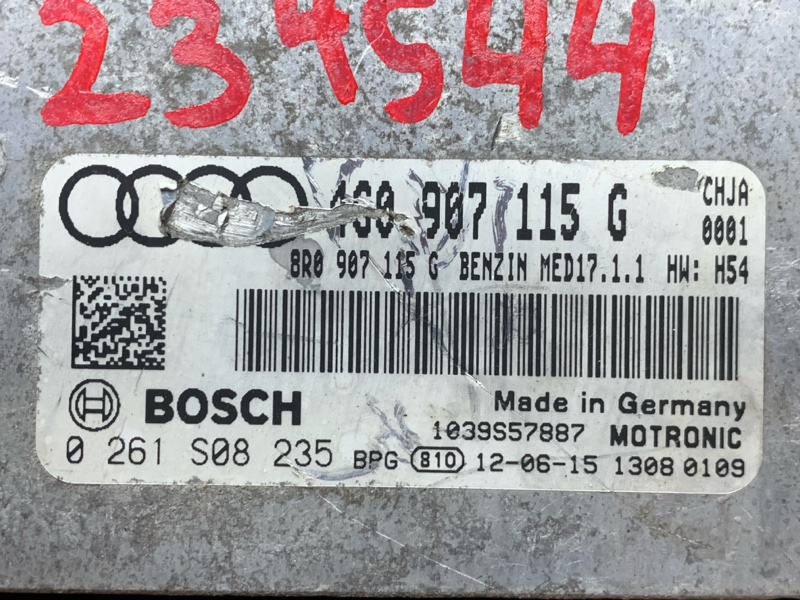 234544
4G0 907 115 G
CHJA
0001
8R0 907 115 G BENZIN MED17.1.1 HW: H54
BOSCH
Made in Germany
1039S57887 MOTRONIC
0 261 S08 235 BPG 810 12-06-15 1308 0109